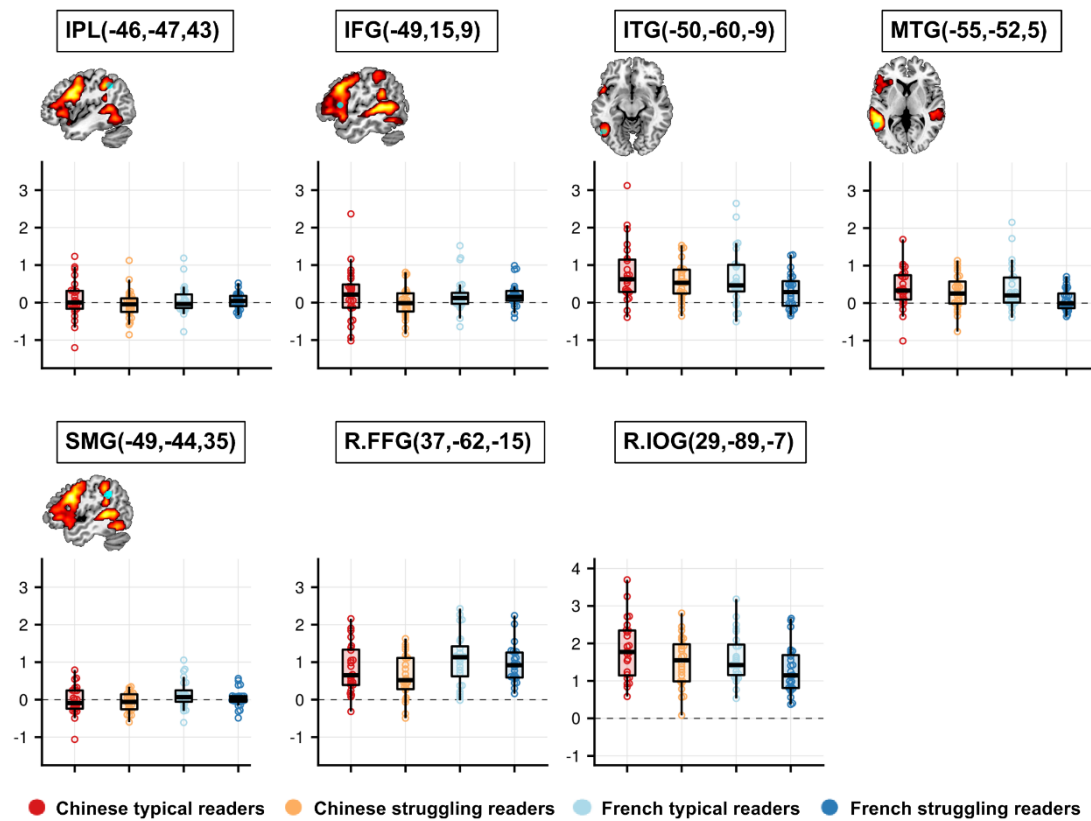 IPL(-46,-47,43) IFG(-49,15,9) ITG(-50,-60,-9) MTG(-55,-52,5)
3 3 3 3
2 2 2 2
1 1 1 1
0 0 0 0
-1 -1 -1 -1
SMG(-49,-44,35) R.FFG(37,-62,-15) R.IOG(29,-89,-7)
4
3 3 3
2 2 2
1 1 1
0 0 0
-1 -1 -1
Chinese typical readers Chinese struggling readers French typical readers French struggling readers